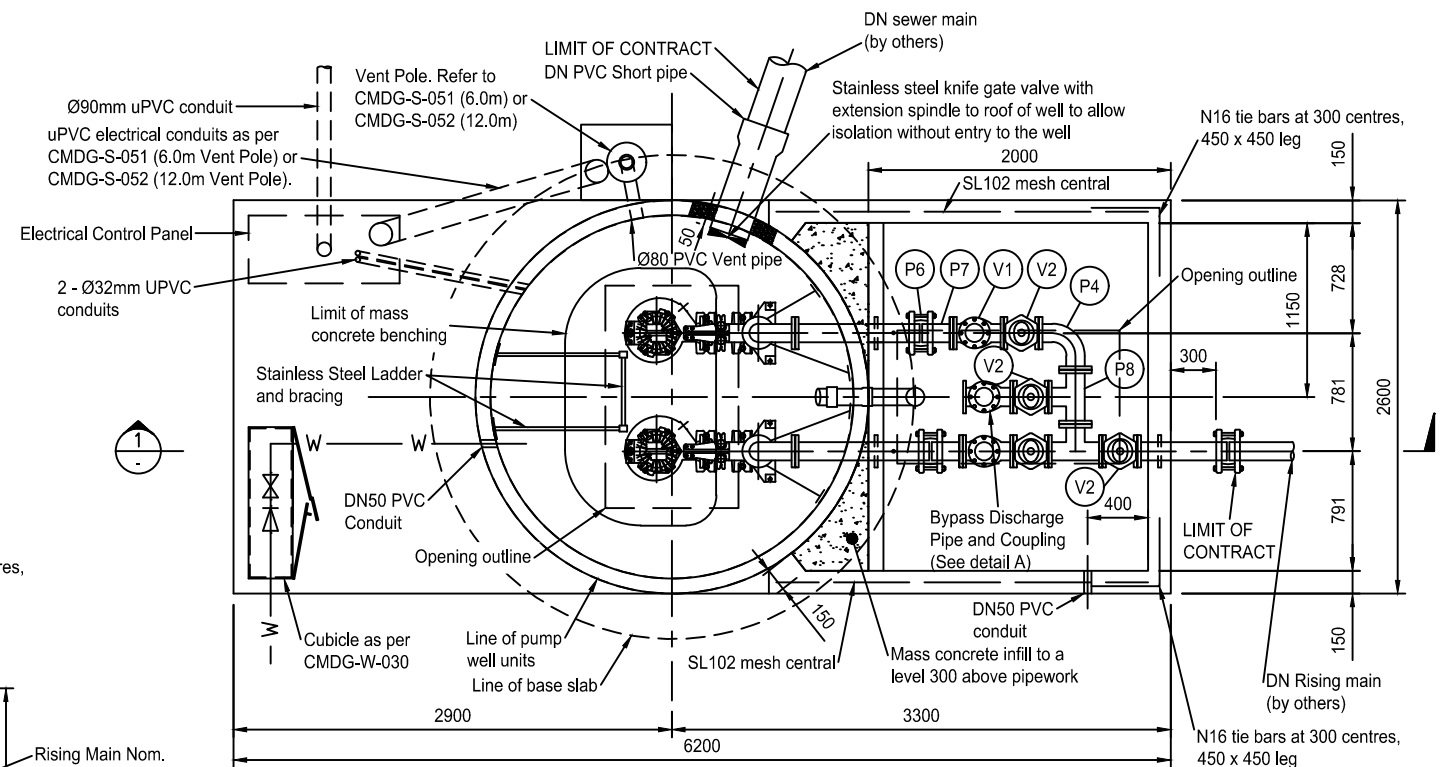 DN sewer main
(by others)
LIMIT OF CONTRACT
DN PVC Short pipe
Vent Pole. Refer to
CMDG-S-051 (6.0m) or
CMDG-S-052 (12.0m)
Stainless steel knife gate valve with
extension spindle to roof of well to allow
isolation without entry to the well
Ø90mm uPVC conduit
uPVC electrical conduits as per
CMDG-S-051 (6.0m Vent Pole) or
CMDG-S-052 (12.0m Vent Pole).
N16 tie bars at 300 centres,
450 x 450 leg
150
2000
SL102 mesh central
Electrical Control Panel
50
Ø80 PVC Vent pipe
P6
P7
V1
V2
P4
Opening outline
728
1150
2 - Ø32mm UPVC
conduits
Limit of mass
concrete benching
Stainless Steel Ladder
and bracing
V2
P8
300
781
2600
1
-
W
W
DN50 PVC
Conduit
V2
400
791
LIMIT OF
CONTRACT
Bypass Discharge
Pipe and Coupling
(See detail A)
Opening outline
res,
150
DN50 PVC
conduit
150
W
Cubicle as per
CMDG-W-030
Line of pump
well units
Line of base slab
SL102 mesh central
Mass concrete infill to a
level 300 above pipework
DN Rising main
(by others)
2900
3300
6200
N16 tie bars at 300 centres,
450 x 450 leg
Rising Main Nom.